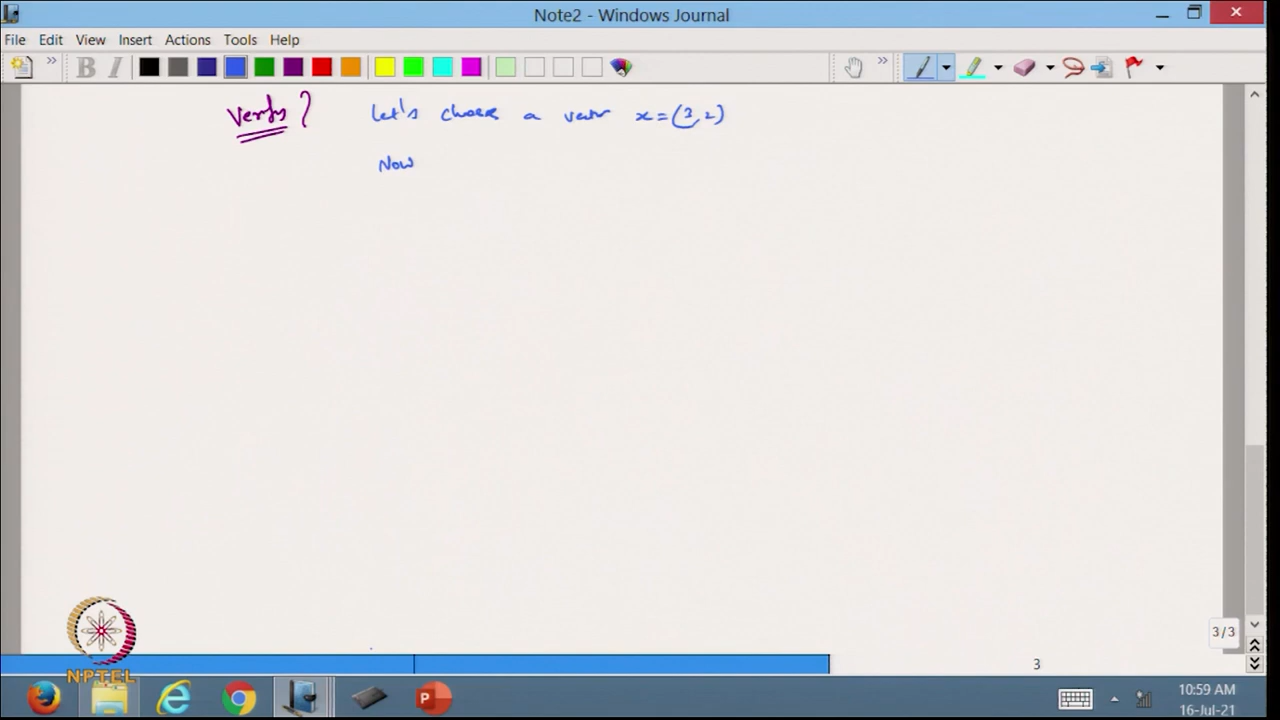 Note2 - Windows Journal
File Edit View Insert Actions Tools Help
B I
Verify? Let's choose a vector x=(3,2)
Now
3/3
3
NPTEL
10:59 AM
16-Jul-21